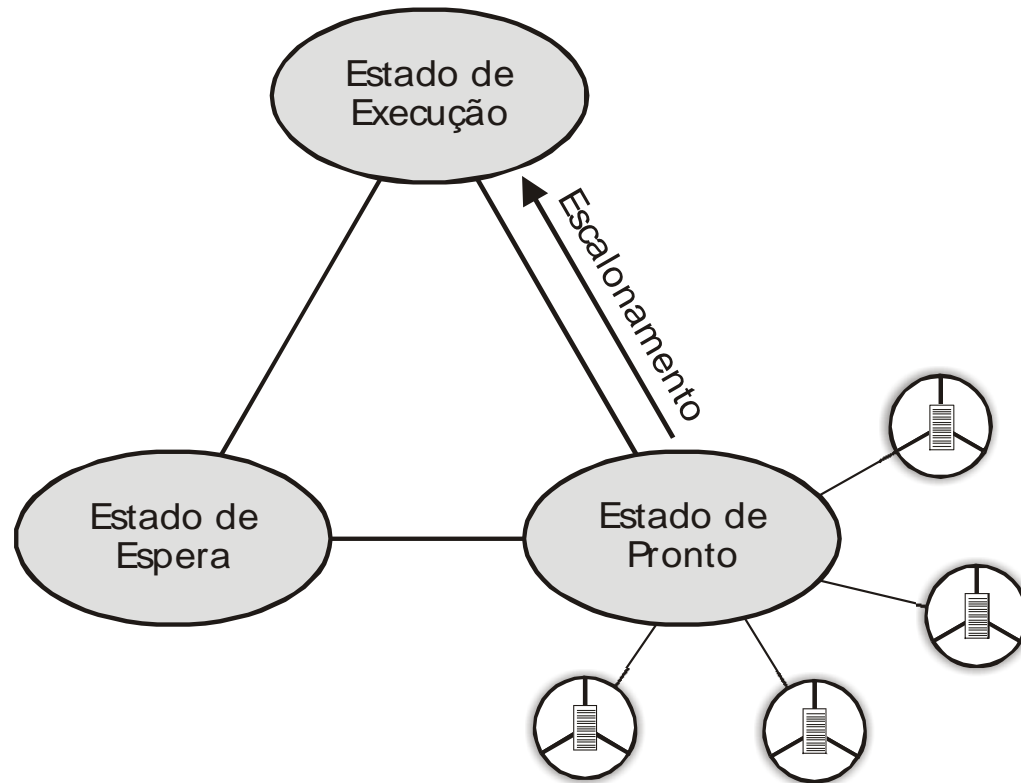 Estado de
Execução
Escalonamento
Estado de
Espera
Estado de
Pronto